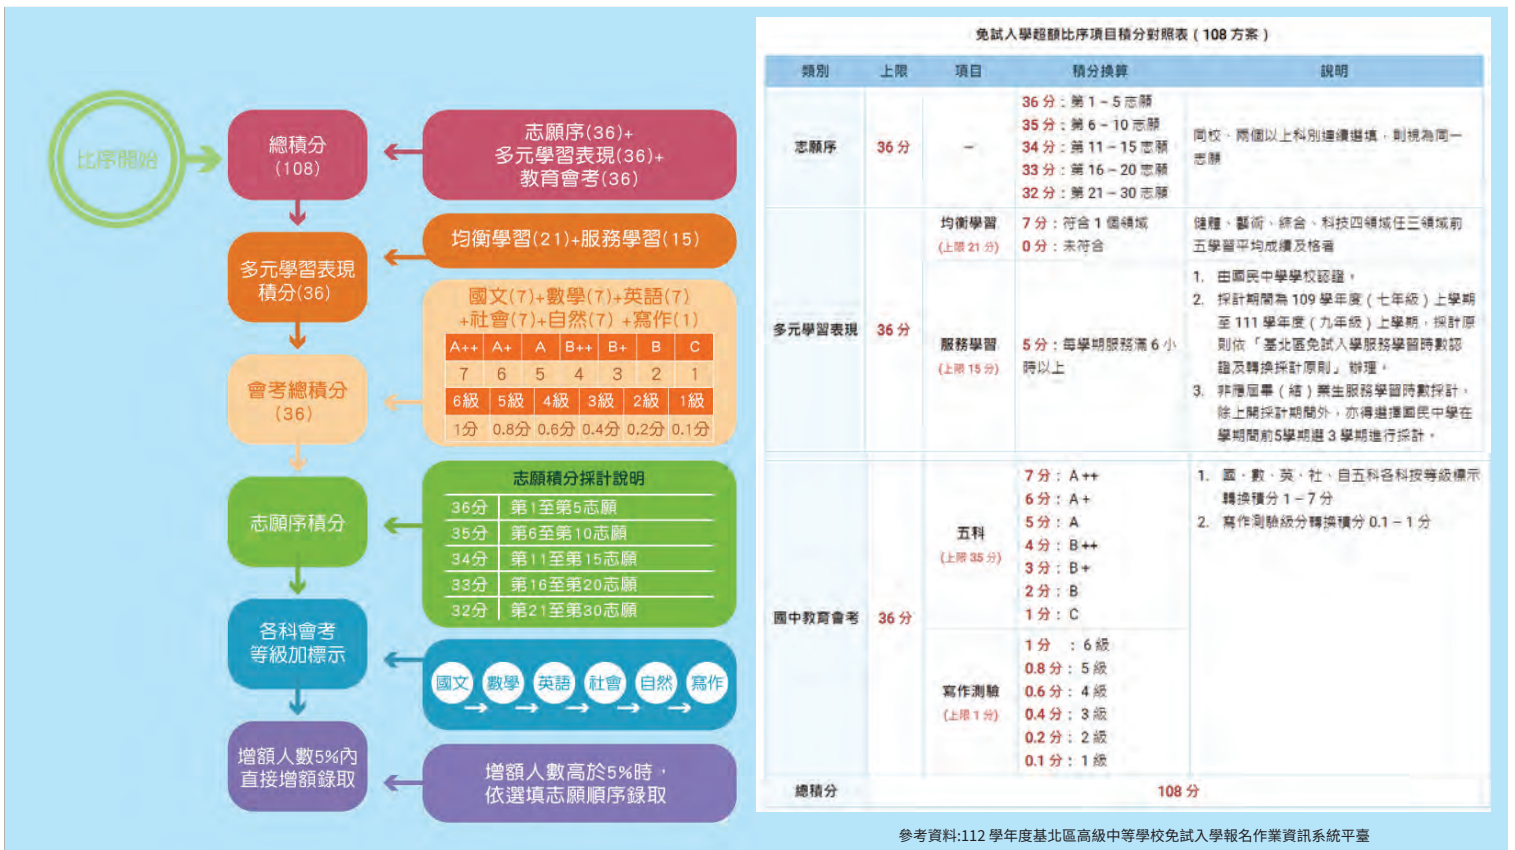 比序開始
總積分
(108)
志願序(36)+
多元學習表現(36)+
教育會考(36)
多元學習表現
積分(36)
均衡學習(21)+服務學習(15)
會考總積分
(36)
國文(7)+數學(7)+英語(7)
+社會(7)+自然(7) +寫作(1)
A++ A+ A B++ B+ B C
7 6 5 4 3 2 1
6級 5級 4級 3級 2級 1級
1分 0.8分 0.6分 0.4分 0.2分 0.1分
志願序積分
志願積分採計說明
36分 第1至第5志願
35分 第6至第10志願
34分 第11至第15志願
33分 第16至第20志願
32分 第21至第30志願
各科會考
等級加標示
國文 數學 英語 社會 自然 寫作
增額人數5%內
直接增額錄取
增額人數高於5%時，
依選填志願順序錄取
免試入學超額比序項目積分對照表（108 方案）
類別 上限 項目 積分換算 說明
志願序 36 分 –
36 分：第 1 – 5 志願
35 分：第 6 – 10 志願
34 分：第 11 – 15 志願
33 分：第 16 – 20 志願
32 分：第 21 – 30 志願
同校、兩個以上科別連續選填，則視為同一
志願
多元學習表現 36 分
均衡學習
(上限 21 分)
7 分：符合 1 個領域
0 分：未符合
健體、藝術、綜合、科技四領域任三領域前
五學習平均成績及格者
服務學習
(上限 15 分)
5 分：每學期服務滿 6 小
時以上
1. 由國民中學學校認證。
2. 採計期間為 109 學年度（七年級）上學期
至 111 學年度（九年級）上學期，採計原
則依「基北區免試入學服務學習時數認
證及轉換採計原則」辦理。
3. 非應屆畢（結）業生服務學習時數採計，
除上開採計期間外，亦得選擇國民中學在
學期間前5學期選 3 學期進行採計。
國中教育會考 36 分
五科
(上限 35 分)
7 分：A ++
6 分：A +
5 分：A
4 分：B ++
3 分：B +
2 分：B
1 分：C
1. 國、數、英、社、自五科各科按等級標示
轉換積分 1 – 7 分
2. 寫作測驗級分轉換積分 0.1 – 1 分
寫作測驗
(上限 1 分)
1 分 ：6 級
0.8 分：5 級
0.6 分：4 級
0.4 分：3 級
0.2 分：2 級
0.1 分：1 級
總積分 108 分
參考資料:112 學年度基北區高級中等學校免試入學報名作業資訊系統平臺